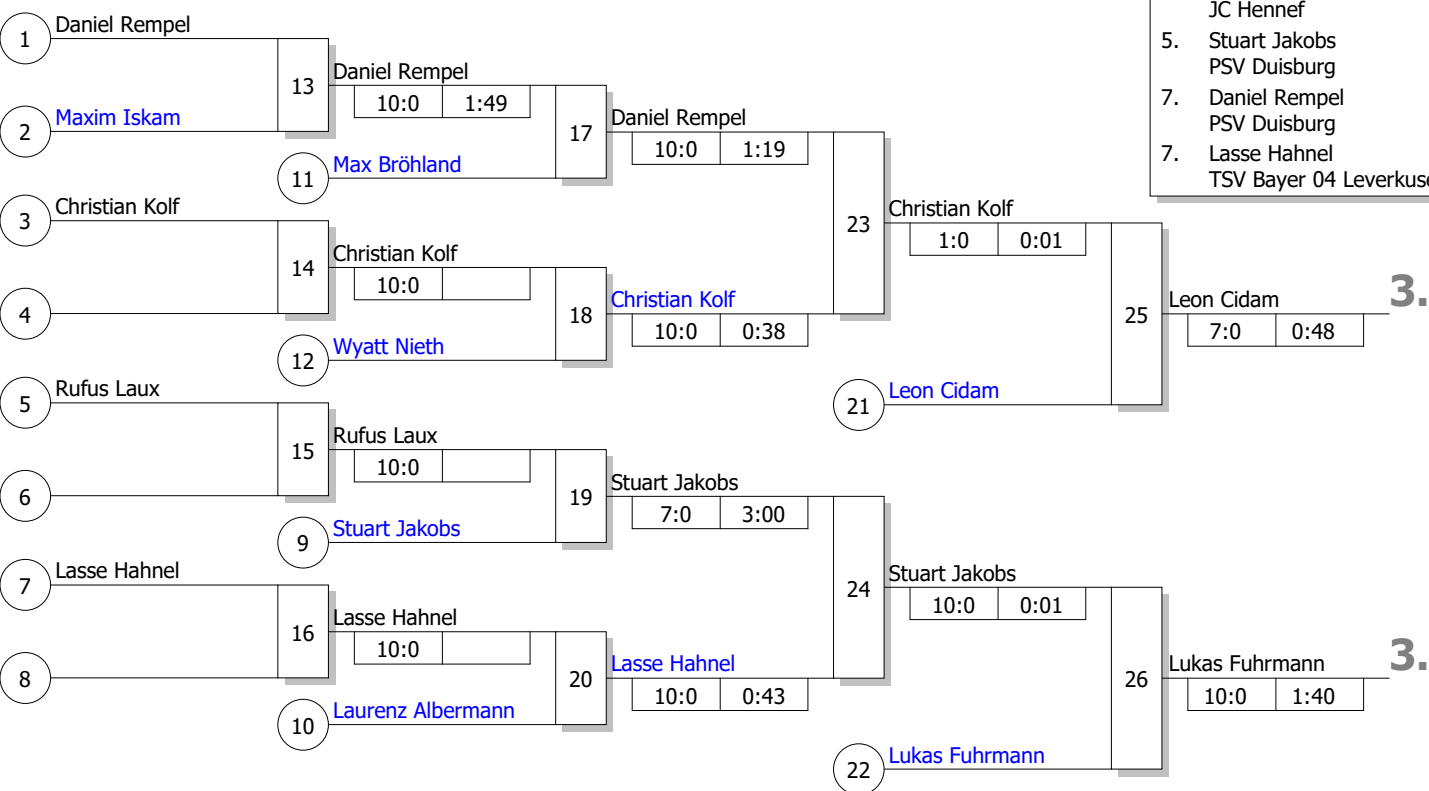 JC Hennef
5. Stuart Jakobs
PSV Duisburg
7. Daniel Rempel
PSV Duisburg
7. Lasse Hahnel
TSV Bayer 04 Leverkuse
1 Daniel Rempel
2 Maxim Iskam
13 Daniel Rempel
10:0 1:49
11 Max Bröhland
17 Daniel Rempel
10:0 1:19
3 Christian Kolf
4
14 Christian Kolf
10:0
12 Wyatt Nieth
18 Christian Kolf
10:0 0:38
23 Christian Kolf
1:0 0:01
21 Leon Cidam
25 Leon Cidam
7:0 0:48
3.
5 Rufus Laux
6
15 Rufus Laux
10:0
9 Stuart Jakobs
19 Stuart Jakobs
7:0 3:00
7 Lasse Hahnel
8
16 Lasse Hahnel
10:0
10 Laurenz Albermann
20 Lasse Hahnel
10:0 0:43
24 Stuart Jakobs
10:0 0:01
22 Lukas Fuhrmann
26 Lukas Fuhrmann
10:0 1:40
3.